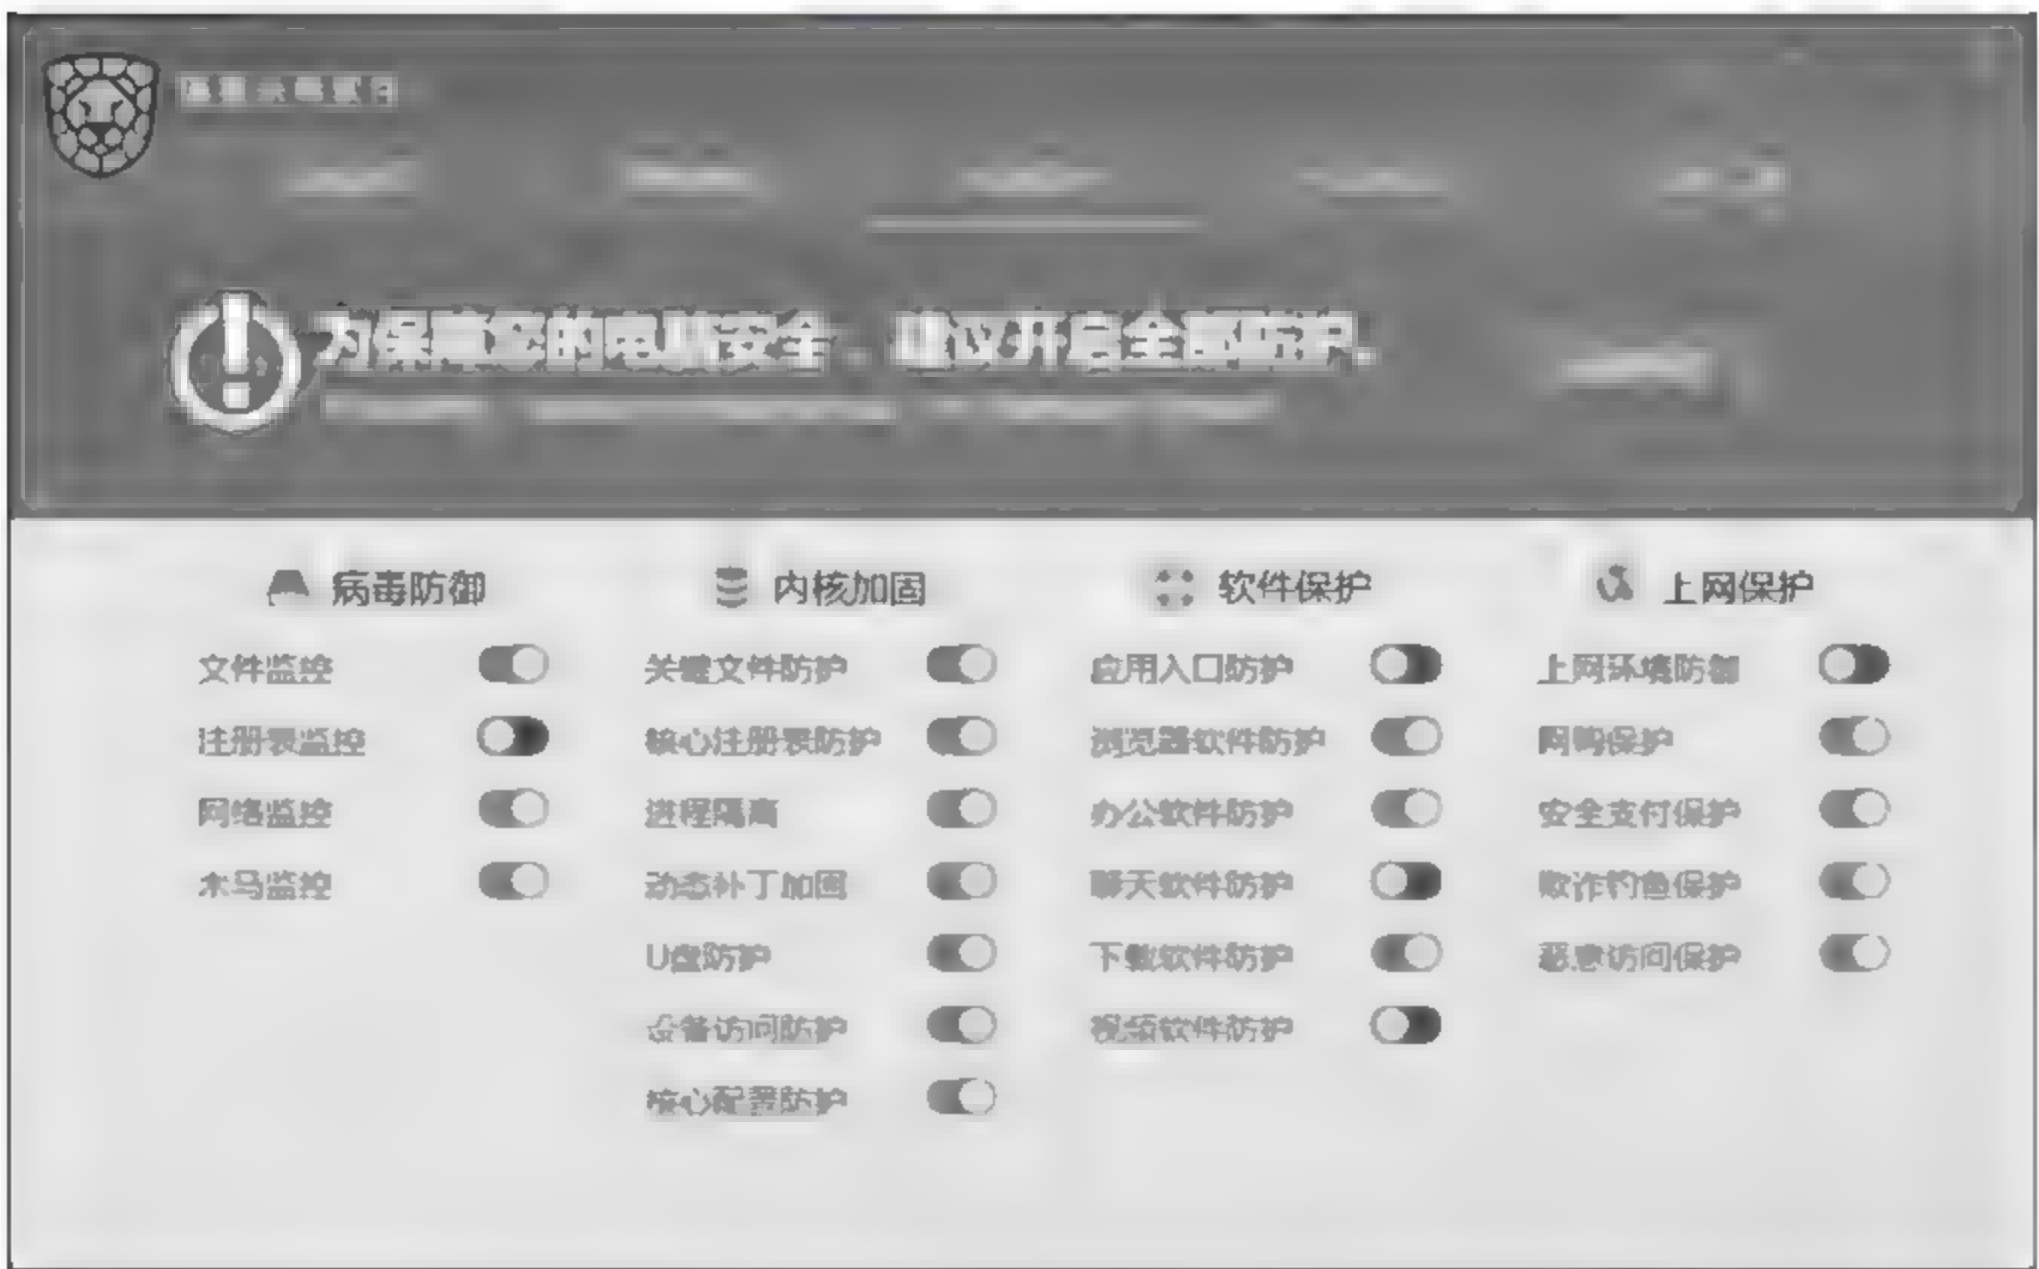 为保障您的电脑安全，建议开启全部防护。
病毒防御
文件监控
注册表监控
网络监控
木马监控
内核加固
关键文件防护
核心注册表防护
进程隔离
动态补丁加固
U盘防护
设备访问防护
核心配置防护
软件保护
应用入口防护
浏览器软件防护
办公软件防护
聊天软件防护
下载软件防护
视频软件防护
上网保护
上网环境防御
网购保护
安全支付保护
欺诈钓鱼保护
恶意访问保护